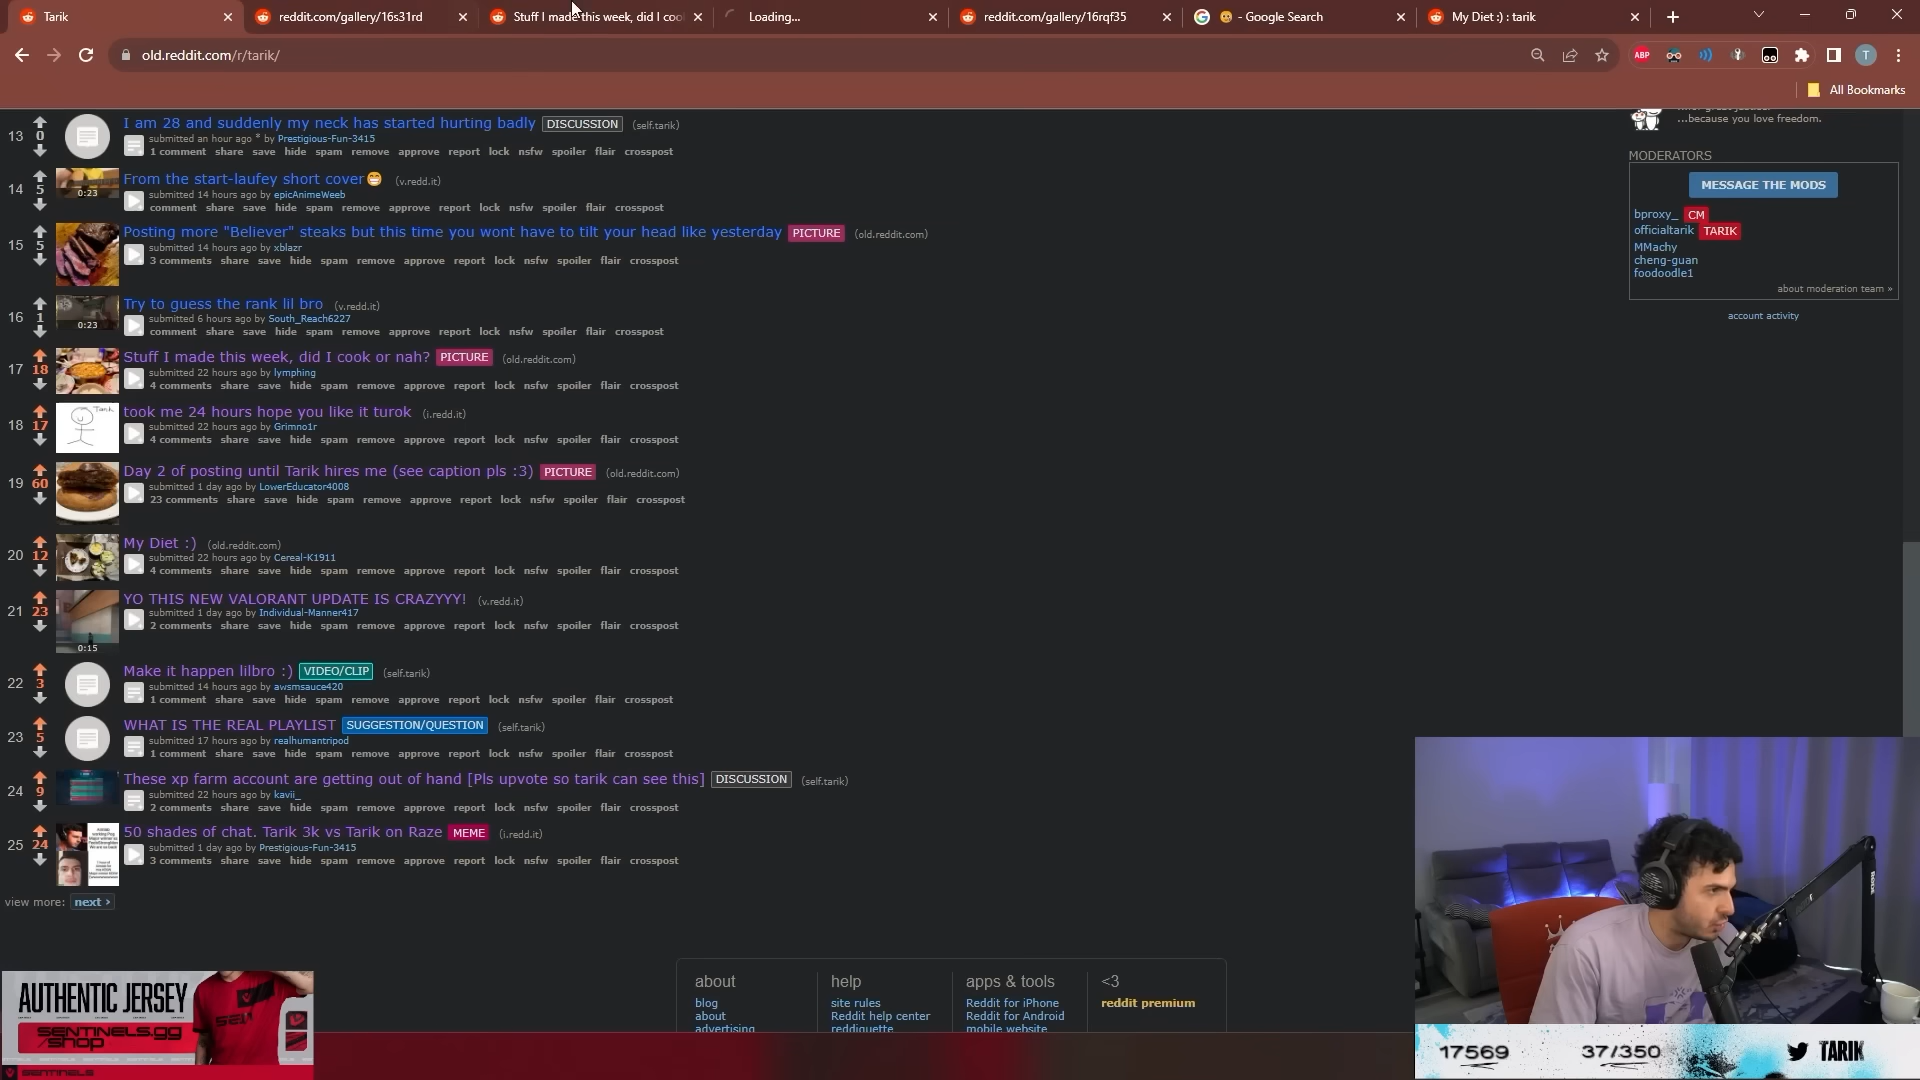 Tarik
reddit.com/gallery/16s31rd
Stuff I made this week, did I coo
Loading...
reddit.com/gallery/16rqf35
- Google Search
My Diet :) : tarik
old.reddit.com/r/tarik/
ABP
T
All Bookmarks
13
0
I am 28 and suddenly my neck has started hurting badly DISCUSSION (self.tarik)
submitted an hour ago * by Prestigious-Fun-3415
1 comment share save hide spam remove approve report lock nsfw spoiler flair crosspost
14
5
0:23
From the start-laufey short cover😁 (v.redd.it)
submitted 14 hours ago by epicAnimeWeeb
comment share save hide spam remove approve report lock nsfw spoiler flair crosspost
15
5
Posting more "Believer" steaks but this time you wont have to tilt your head like yesterday PICTURE (old.reddit.com)
submitted 14 hours ago by xblazr
3 comments share save hide spam remove approve report lock nsfw spoiler flair crosspost
16
1
0:23
Try to guess the rank lil bro (v.redd.it)
submitted 6 hours ago by South_Reach6227
comment share save hide spam remove approve report lock nsfw spoiler flair crosspost
17
18
Stuff I made this week, did I cook or nah? PICTURE (old.reddit.com)
submitted 22 hours ago by lymphing
4 comments share save hide spam remove approve report lock nsfw spoiler flair crosspost
18
17
took me 24 hours hope you like it turok (i.redd.it)
submitted 22 hours ago by Grimno1r
4 comments share save hide spam remove approve report lock nsfw spoiler flair crosspost
19
60
Day 2 of posting until Tarik hires me (see caption pls :3) PICTURE (old.reddit.com)
submitted 1 day ago by LowerEducator4008
23 comments share save hide spam remove approve report lock nsfw spoiler flair crosspost
20
12
My Diet :) (old.reddit.com)
submitted 22 hours ago by Cereal-K1911
4 comments share save hide spam remove approve report lock nsfw spoiler flair crosspost
21
23
0:15
YO THIS NEW VALORANT UPDATE IS CRAZYYY! (v.redd.it)
submitted 1 day ago by Individual-Manner417
2 comments share save hide spam remove approve report lock nsfw spoiler flair crosspost
22
3
Make it happen lilbro :) VIDEO/CLIP (self.tarik)
submitted 14 hours ago by awsmsauce420
1 comment share save hide spam remove approve report lock nsfw spoiler flair crosspost
23
5
WHAT IS THE REAL PLAYLIST SUGGESTION/QUESTION (self.tarik)
submitted 17 hours ago by realhumantripod
1 comment share save hide spam remove approve report lock nsfw spoiler flair crosspost
24
9
These xp farm account are getting out of hand [Pls upvote so tarik can see this] DISCUSSION (self.tarik)
submitted 22 hours ago by kavii_
2 comments share save hide spam remove approve report lock nsfw spoiler flair crosspost
25
24
50 shades of chat. Tarik 3k vs Tarik on Raze MEME (i.redd.it)
submitted 1 day ago by Prestigious-Fun-3415
3 comments share save hide spam remove approve report lock nsfw spoiler flair crosspost
view more: next ›
...because you love freedom.
MODERATORS
MESSAGE THE MODS
bproxy_ CM
officialtarik TARIK
MMachy
cheng-guan
foodoodle1
about moderation team »
account activity
about
blog
about
advertising
help
site rules
Reddit help center
reddiquette
apps & tools
Reddit for iPhone
Reddit for Android
mobile website
<3
reddit premium
AUTHENTIC JERSEY
SENTINELS.gg
/SHOP
SENTINELS
17569
37/350
TARIK